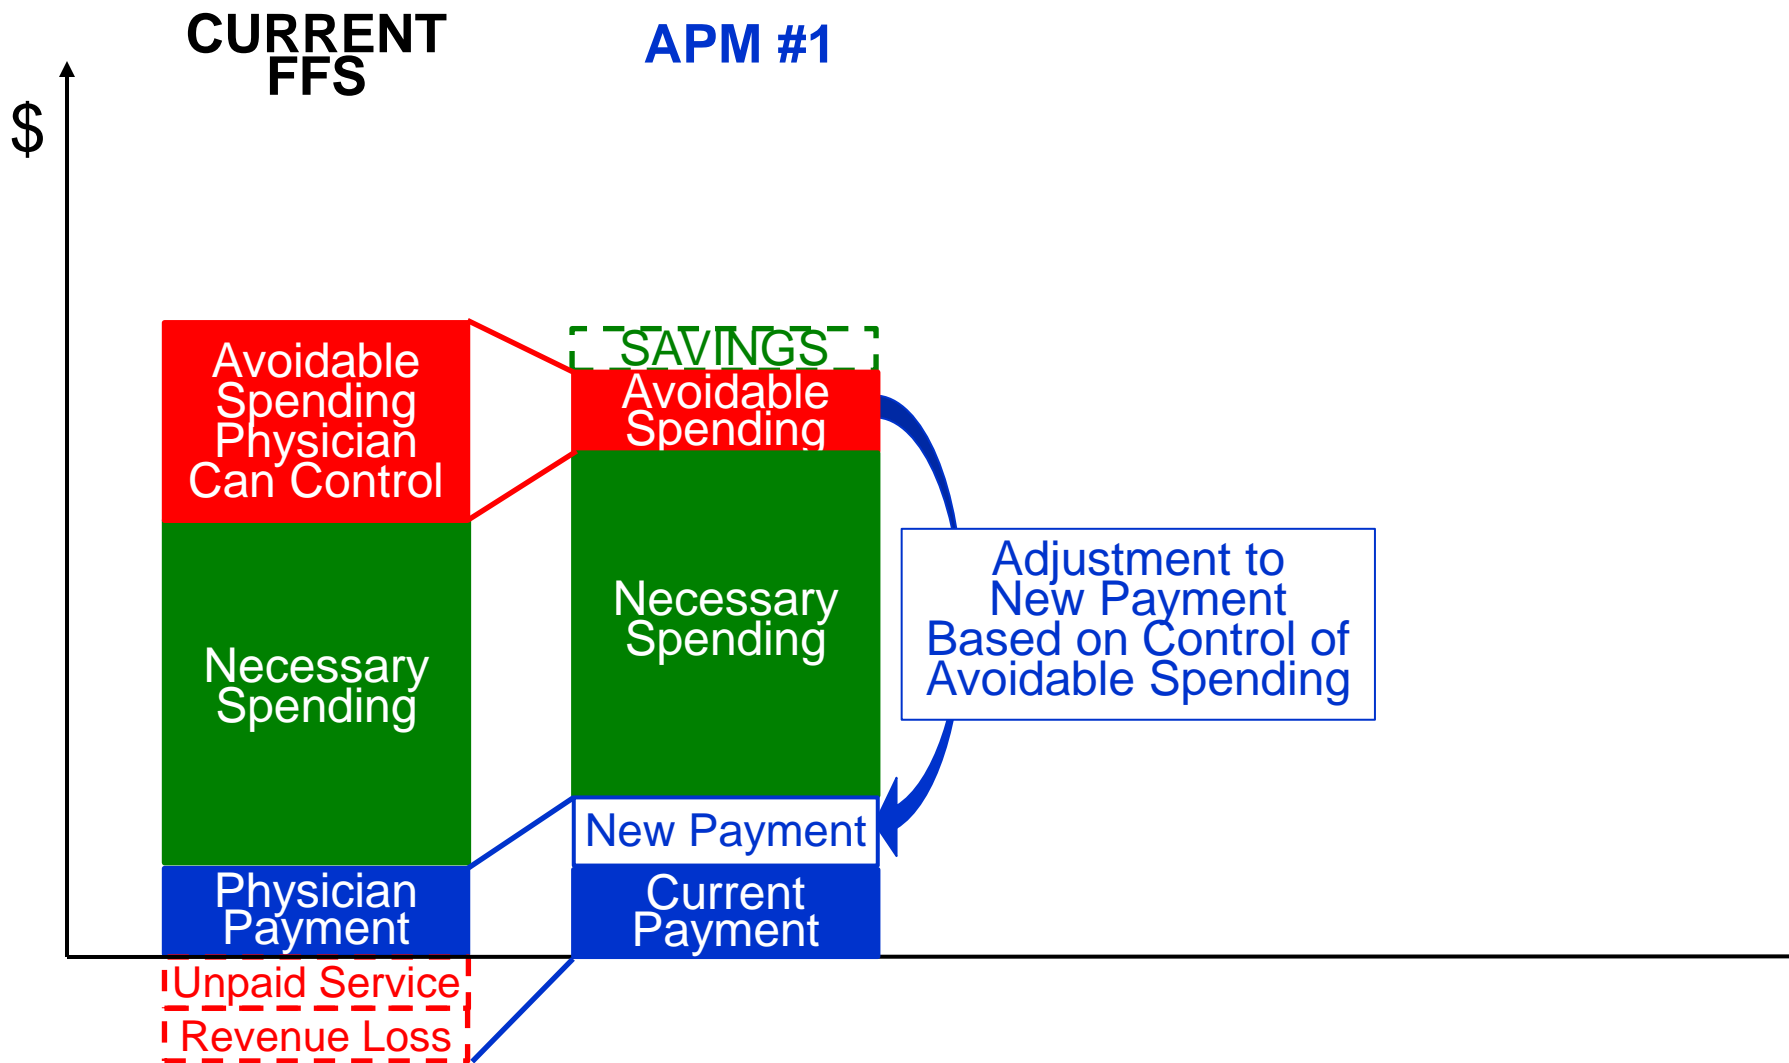 CURRENT
FFS
APM #1
$
Avoidable
Spending
Physician
Can Control
Necessary
Spending
Physician
Payment
Unpaid Service
Revenue Loss
SAVINGS
Avoidable
Spending
Necessary
Spending
New Payment
Current
Payment
Adjustment to
New Payment
Based on Control of
Avoidable Spending